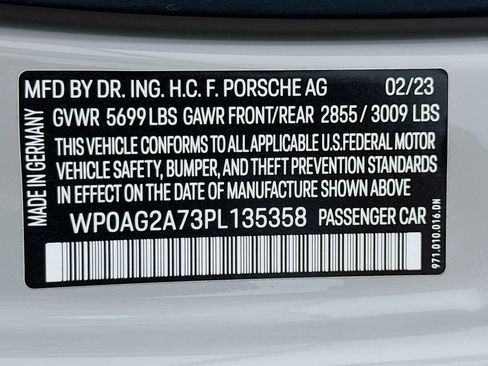 MADE IN GERMANY
MFD BY DR. ING. H.C. F. PORSCHE AG 02/23
GVWR 5699 LBS GAWR FRONT/REAR 2855 / 3009 LBS
THIS VEHICLE CONFORMS TO ALL APPLICABLE U.S.FEDERAL MOTOR
VEHICLE SAFETY, BUMPER, AND THEFT PREVENTION STANDARDS
IN EFFECT ON THE DATE OF MANUFACTURE SHOWN ABOVE
WP0AG2A73PL135358 PASSENGER CAR
971.010.016.DN